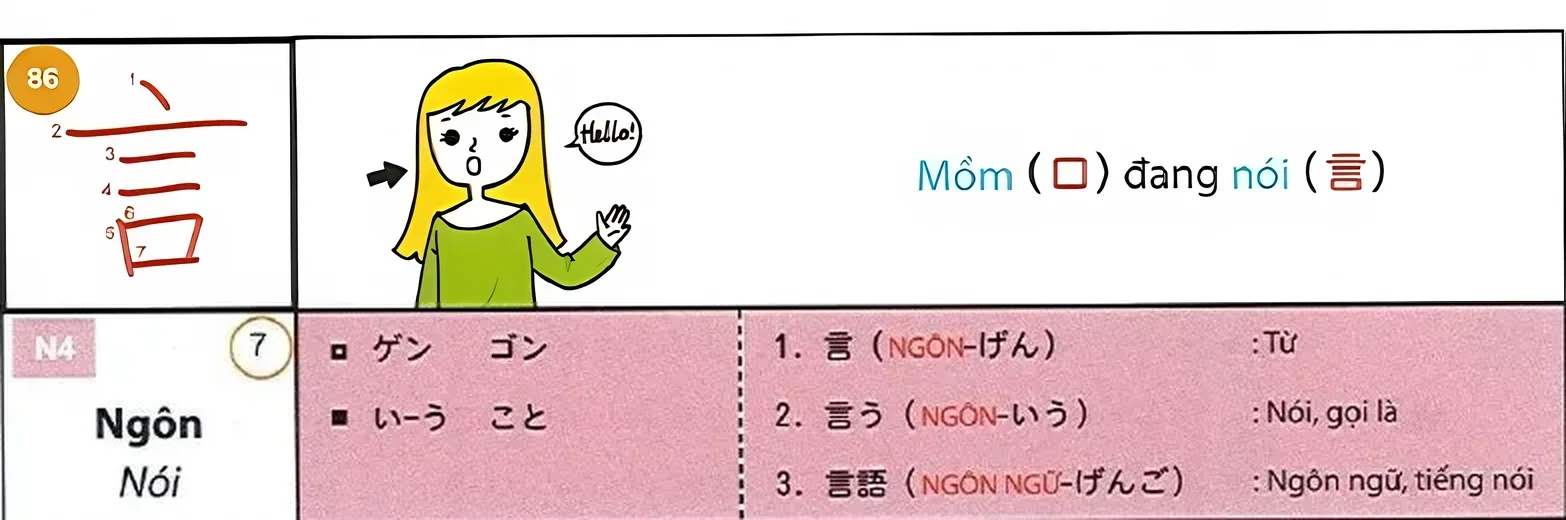 86
1
2
3
4
5
6
7
Hello!
Mồm (口) đang nói (言)
N4
7
Ngôn
Nói
ゲン ゴン
い-う こと
1. 言 (NGÔN-げん) : Từ
2. 言う (NGÔN-いう) : Nói, gọi là
3. 言語 (NGÔN NGỮ-げんご) : Ngôn ngữ, tiếng nói